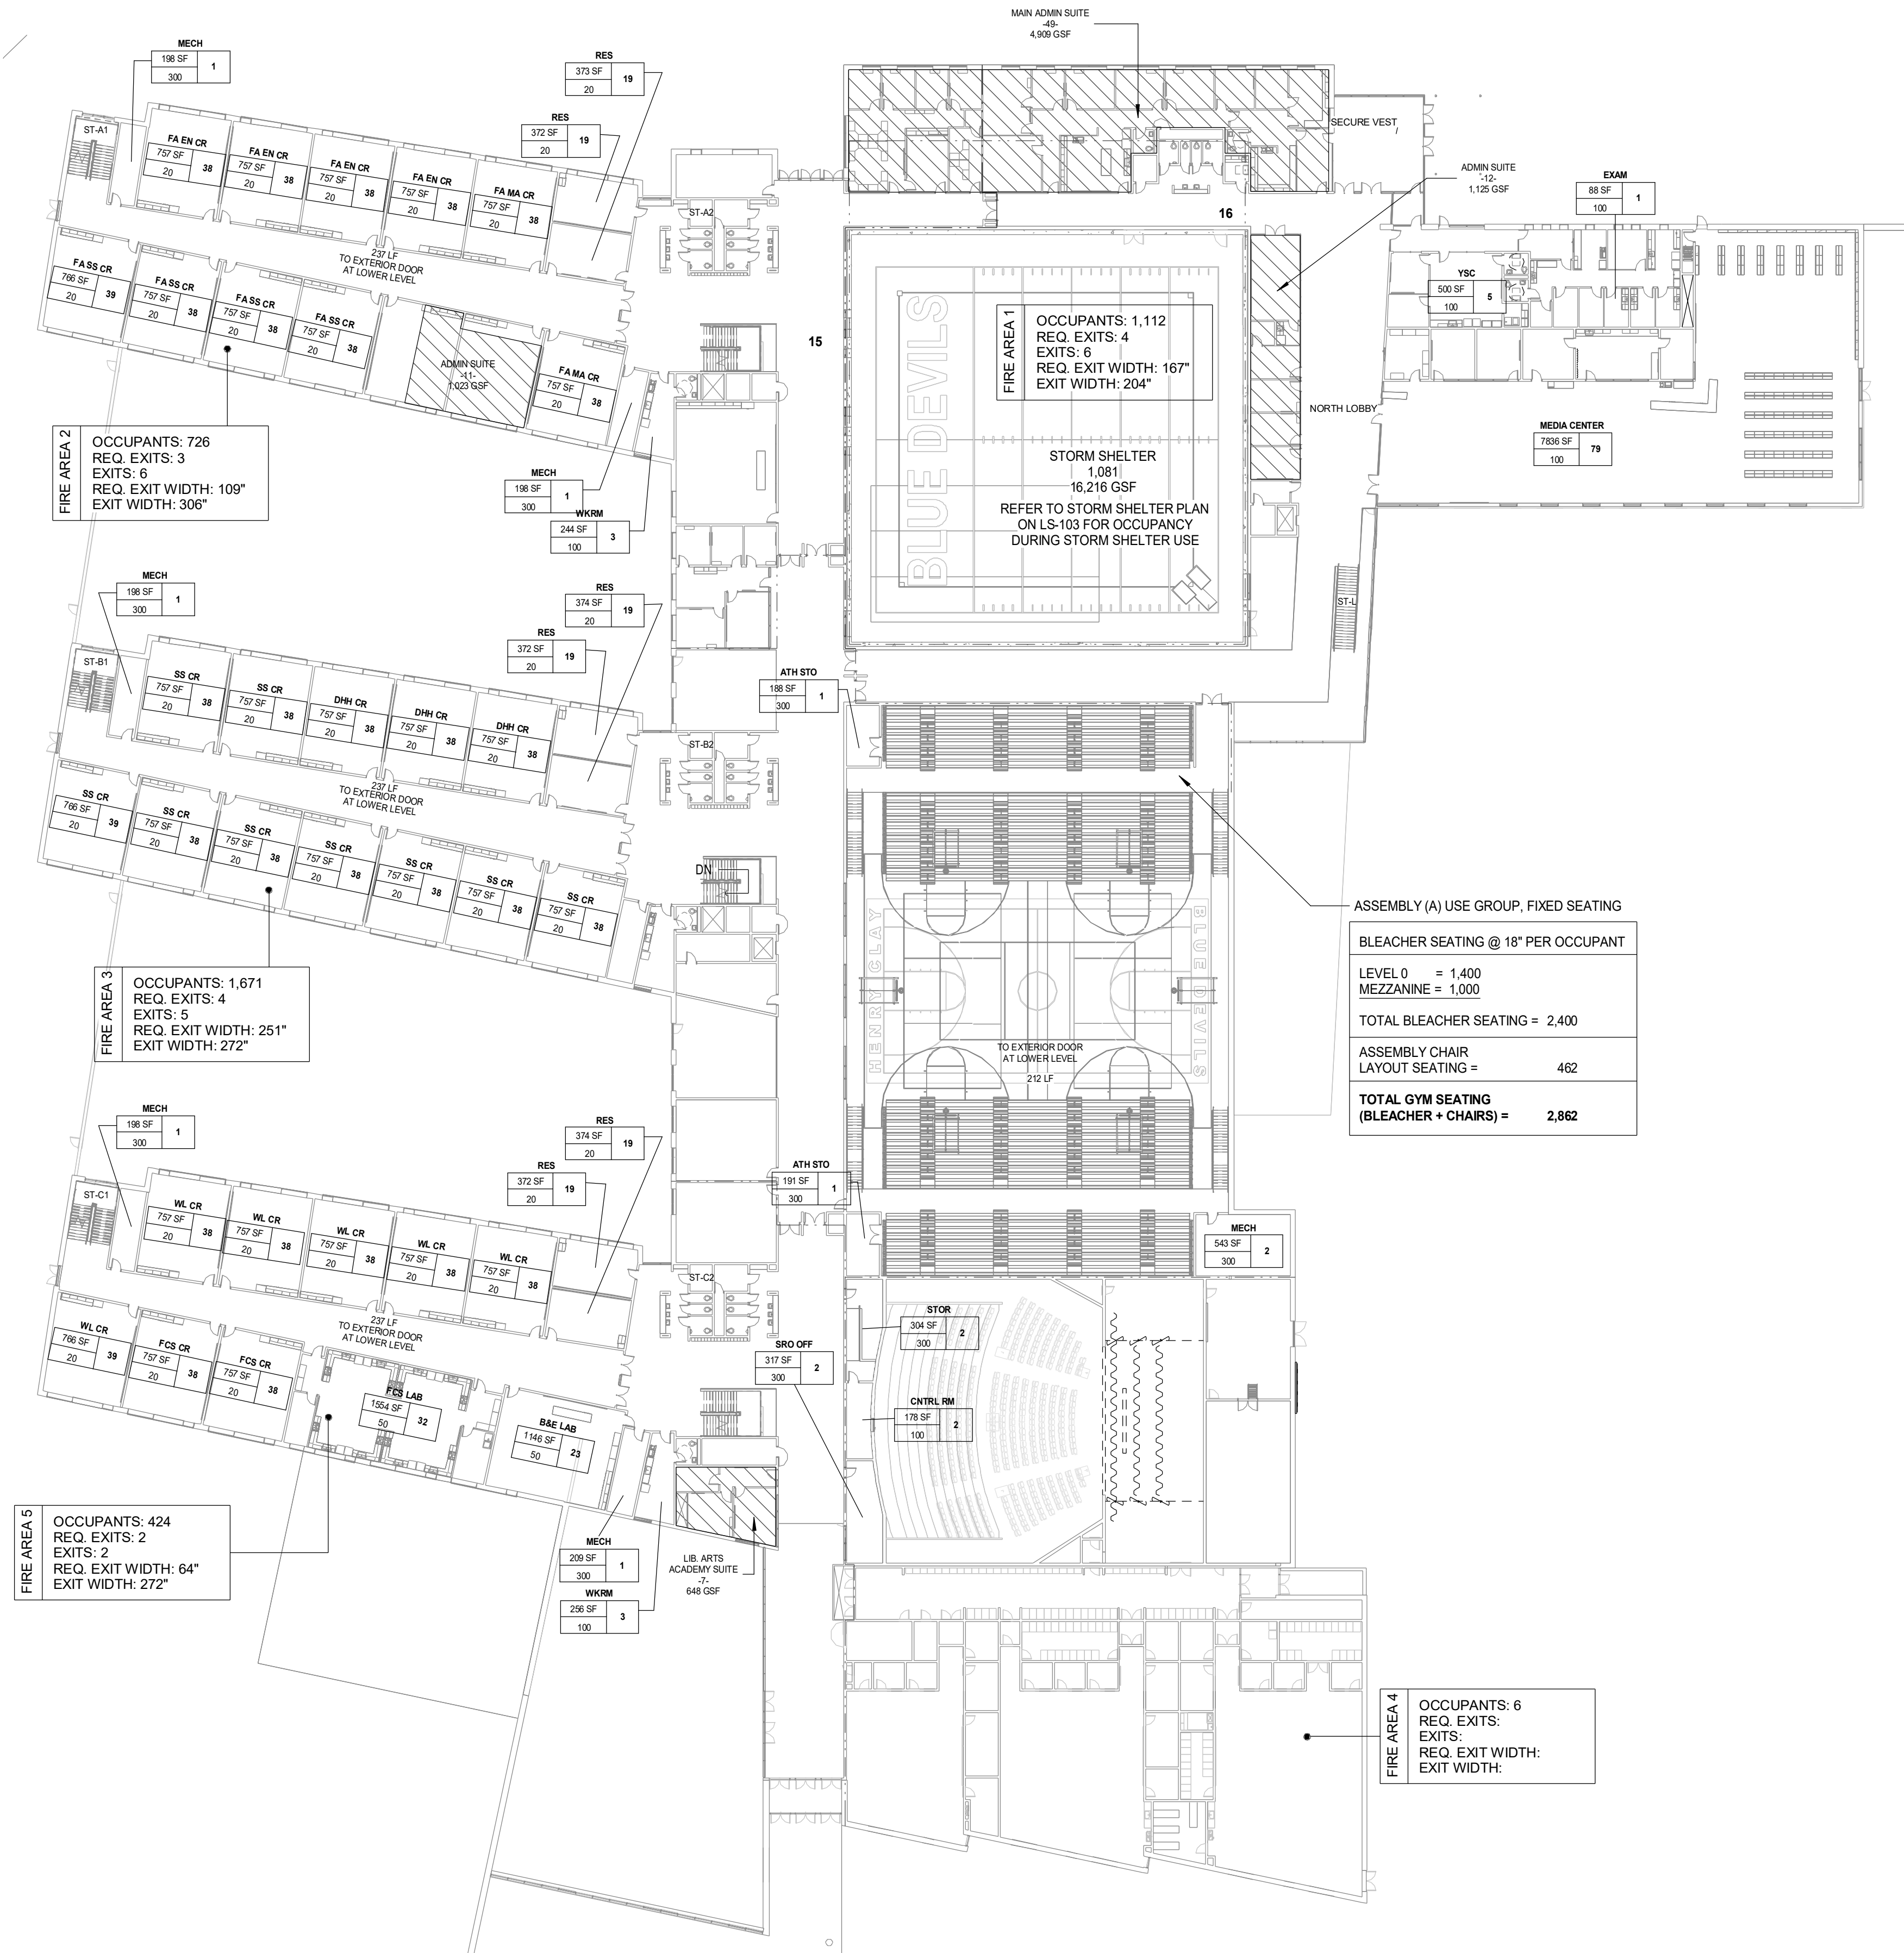 MAIN ADMIN SUITE
-49-
4,909 GSF
MECH
198 SF
1
300
RES
373 SF
19
20
RES
372 SF
19
20
SECURE VEST
ADMIN SUITE
-12-
1,125 GSF
EXAM
88 SF
1
100
ST-A1
FA EN CR
757 SF
38
20
FA EN CR
757 SF
38
20
FA EN CR
757 SF
38
20
FA EN CR
757 SF
38
20
FA MA CR
757 SF
38
20
ST-A2
16
237 LF
TO EXTERIOR DOOR
AT LOWER LEVEL
FA SS CR
766 SF
39
20
FA SS CR
757 SF
38
20
FA SS CR
757 SF
38
20
FA SS CR
757 SF
38
20
ADMIN SUITE
-11-
1,023 GSF
FA MA CR
757 SF
38
20
15
YSC
500 SF
5
100
FIRE AREA 1
OCCUPANTS: 1,112
REQ. EXITS: 4
EXITS: 6
REQ. EXIT WIDTH: 167"
EXIT WIDTH: 204"
BLUE DEVILS
NORTH LOBBY
MEDIA CENTER
7836 SF
79
100
STORM SHELTER
1,081
16,216 GSF
REFER TO STORM SHELTER PLAN
ON LS-103 FOR OCCUPANCY
DURING STORM SHELTER USE
FIRE AREA 2
OCCUPANTS: 726
REQ. EXITS: 3
EXITS: 6
REQ. EXIT WIDTH: 109"
EXIT WIDTH: 306"
MECH
198 SF
1
300
WKRM
244 SF
3
100
MECH
198 SF
1
300
RES
374 SF
19
20
RES
372 SF
19
20
ST-L
ST-B1
SS CR
757 SF
38
20
SS CR
757 SF
38
20
DHH CR
757 SF
38
20
DHH CR
757 SF
38
20
DHH CR
757 SF
38
20
ATH STO
188 SF
1
300
ST-B2
237 LF
TO EXTERIOR DOOR
AT LOWER LEVEL
SS CR
766 SF
39
20
SS CR
757 SF
38
20
SS CR
757 SF
38
20
SS CR
757 SF
38
20
SS CR
757 SF
38
20
SS CR
757 SF
38
20
SS CR
757 SF
38
20
DN
HENRY CLAY
BLUE DEVILS
TO EXTERIOR DOOR
AT LOWER LEVEL
212 LF
ASSEMBLY (A) USE GROUP, FIXED SEATING
BLEACHER SEATING @ 18" PER OCCUPANT
LEVEL 0 = 1,400
MEZZANINE = 1,000
TOTAL BLEACHER SEATING = 2,400
ASSEMBLY CHAIR
LAYOUT SEATING = 462
TOTAL GYM SEATING
(BLEACHER + CHAIRS) = 2,862
FIRE AREA 3
OCCUPANTS: 1,671
REQ. EXITS: 4
EXITS: 5
REQ. EXIT WIDTH: 251"
EXIT WIDTH: 272"
MECH
198 SF
1
300
RES
374 SF
19
20
RES
372 SF
19
20
ATH STO
191 SF
1
300
MECH
543 SF
2
300
ST-C1
WL CR
757 SF
38
20
WL CR
757 SF
38
20
WL CR
757 SF
38
20
WL CR
757 SF
38
20
WL CR
757 SF
38
20
ST-C2
237 LF
TO EXTERIOR DOOR
AT LOWER LEVEL
WL CR
766 SF
39
20
FCS CR
757 SF
38
20
FCS CR
757 SF
38
20
FCS LAB
1554 SF
32
50
B&E LAB
1146 SF
23
50
STOR
304 SF
2
300
SRO OFF
317 SF
2
300
CNTRL RM
178 SF
2
100
FIRE AREA 5
OCCUPANTS: 424
REQ. EXITS: 2
EXITS: 2
REQ. EXIT WIDTH: 64"
EXIT WIDTH: 272"
MECH
209 SF
1
300
WKRM
256 SF
3
100
LIB. ARTS
ACADEMY SUITE
-7-
648 GSF
FIRE AREA 4
OCCUPANTS: 6
REQ. EXITS:
EXITS:
REQ. EXIT WIDTH:
EXIT WIDTH: